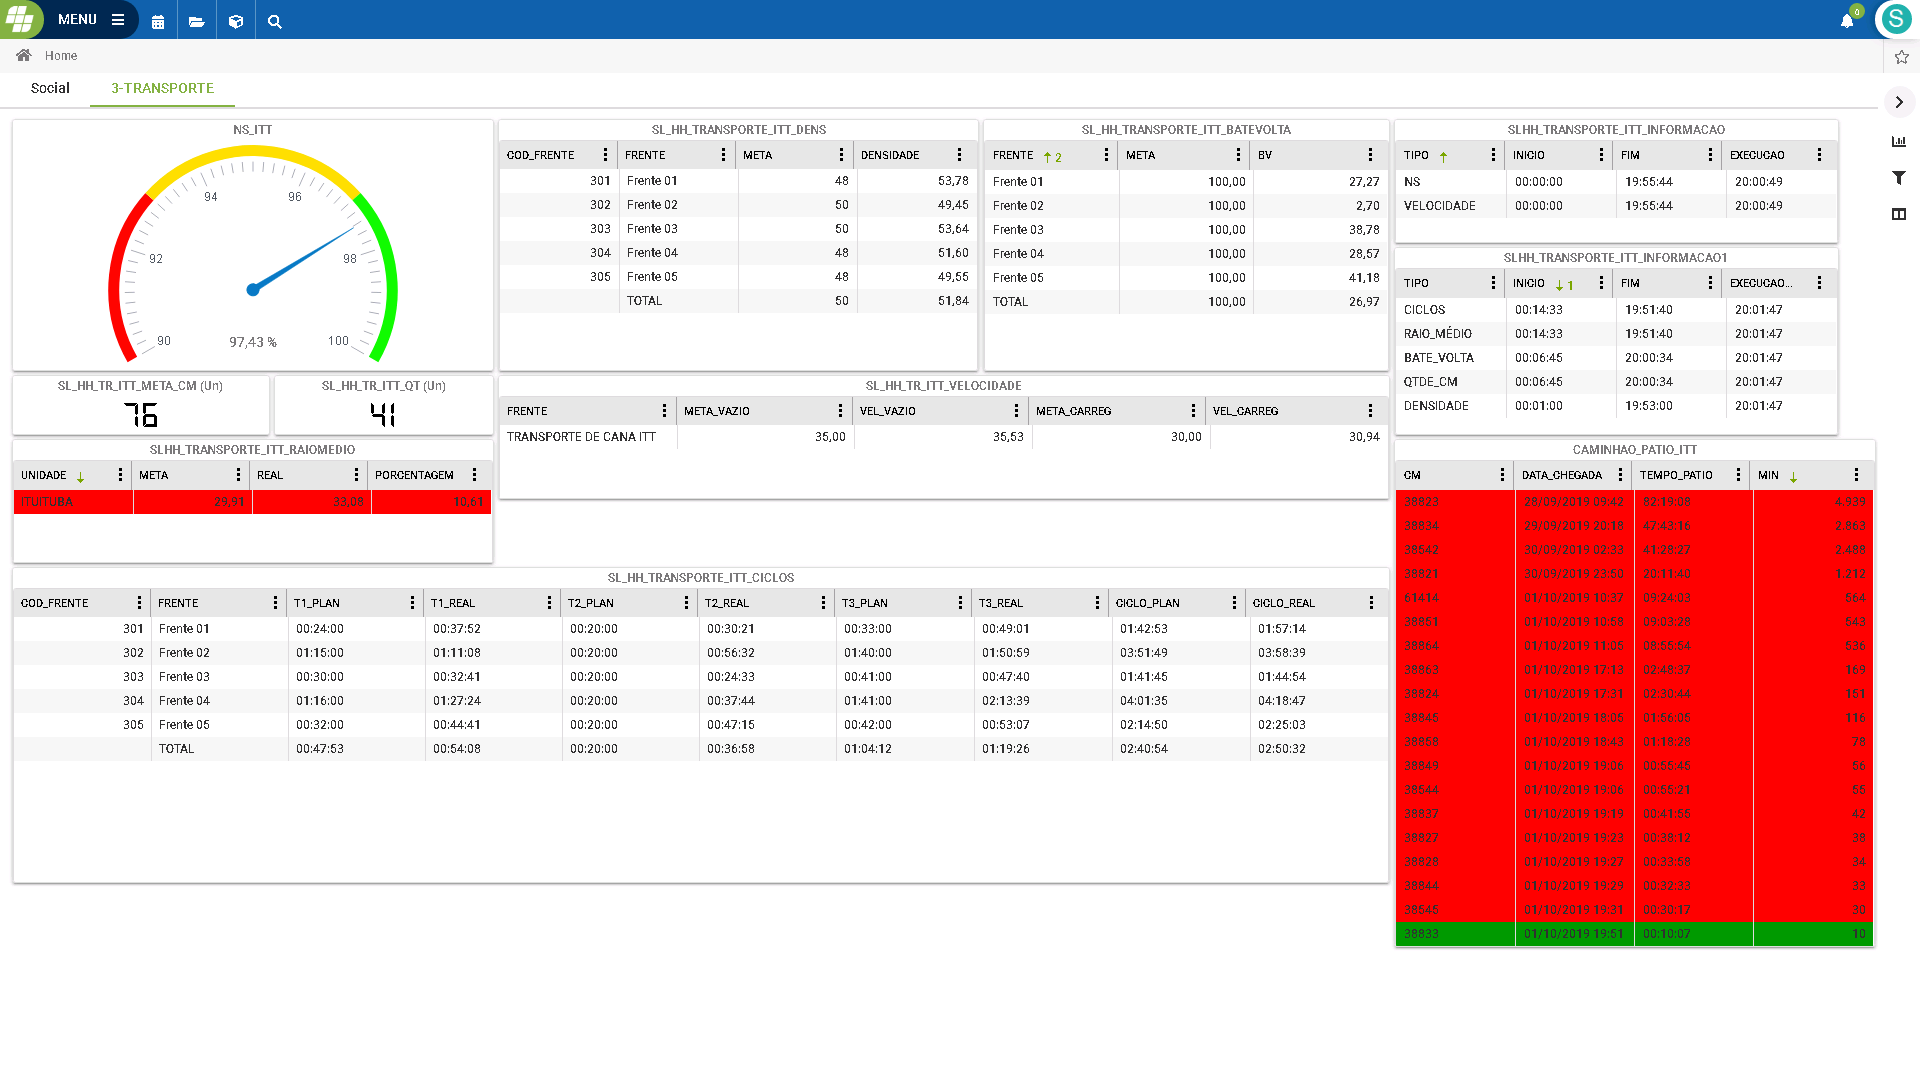 MENU
0
S
Home
Social 3-TRANSPORTE
NS_ITT
90 92 94 96 98 100
97,43 %
SL_HH_TRANSPORTE_ITT_DENS
COD_FRENTE FRENTE META DENSIDADE
301 Frente 01 48 53,78
302 Frente 02 50 49,45
303 Frente 03 50 53,64
304 Frente 04 48 51,60
305 Frente 05 48 49,55
TOTAL 50 51,84
SL_HH_TRANSPORTE_ITT_BATEVOLTA
FRENTE 2 META BV
Frente 01 100,00 27,27
Frente 02 100,00 2,70
Frente 03 100,00 38,78
Frente 04 100,00 28,57
Frente 05 100,00 41,18
TOTAL 100,00 26,97
SLHH_TRANSPORTE_ITT_INFORMACAO
TIPO INICIO FIM EXECUCAO
NS 00:00:00 19:55:44 20:00:49
VELOCIDADE 00:00:00 19:55:44 20:00:49
SLHH_TRANSPORTE_ITT_INFORMACAO1
TIPO INICIO 1 FIM EXECUCAO...
CICLOS 00:14:33 19:51:40 20:01:47
RAIO_MÉDIO 00:14:33 19:51:40 20:01:47
BATE_VOLTA 00:06:45 20:00:34 20:01:47
QTDE_CM 00:06:45 20:00:34 20:01:47
DENSIDADE 00:01:00 19:53:00 20:01:47
SL_HH_TR_ITT_META_CM (Un)
76
SL_HH_TR_ITT_QT (Un)
41
SL_HH_TR_ITT_VELOCIDADE
FRENTE META_VAZIO VEL_VAZIO META_CARREG VEL_CARREG
TRANSPORTE DE CANA ITT 35,00 35,53 30,00 30,94
SLHH_TRANSPORTE_ITT_RAIOMEDIO
UNIDADE META REAL PORCENTAGEM
ITUIUTABA 29,91 33,08 10,61
CAMINHAO_PATIO_ITT
CM DATA_CHEGADA TEMPO_PATIO MIN
38823 28/09/2019 09:42 82:19:08 4.939
38834 29/09/2019 20:18 47:43:16 2.863
38542 30/09/2019 02:33 41:28:27 2.488
38821 30/09/2019 23:50 20:11:40 1.212
61414 01/10/2019 10:37 09:24:03 564
38851 01/10/2019 10:58 09:03:28 543
38864 01/10/2019 11:05 08:55:54 536
38863 01/10/2019 17:13 02:48:37 169
38824 01/10/2019 17:31 02:30:44 151
38845 01/10/2019 18:05 01:56:05 116
38858 01/10/2019 18:43 01:18:28 78
38849 01/10/2019 19:06 00:55:45 56
38544 01/10/2019 19:06 00:55:21 55
38837 01/10/2019 19:19 00:41:55 42
38827 01/10/2019 19:23 00:38:12 38
38828 01/10/2019 19:27 00:33:58 34
38844 01/10/2019 19:29 00:32:33 33
38545 01/10/2019 19:31 00:30:17 30
38833 01/10/2019 19:51 00:10:07 10
SL_HH_TRANSPORTE_ITT_CICLOS
COD_FRENTE FRENTE T1_PLAN T1_REAL T2_PLAN T2_REAL T3_PLAN T3_REAL CICLO_PLAN CICLO_REAL
301 Frente 01 00:24:00 00:37:52 00:20:00 00:30:21 00:33:00 00:49:01 01:42:53 01:57:14
302 Frente 02 01:15:00 01:11:08 00:20:00 00:56:32 01:40:00 01:50:59 03:51:49 03:58:39
303 Frente 03 00:30:00 00:32:41 00:20:00 00:24:33 00:41:00 00:47:40 01:41:45 01:44:54
304 Frente 04 01:16:00 01:27:24 00:20:00 00:37:44 01:41:00 02:13:39 04:01:35 04:18:47
305 Frente 05 00:32:00 00:44:41 00:20:00 00:47:15 00:42:00 00:53:07 02:14:50 02:25:03
TOTAL 00:47:53 00:54:08 00:20:00 00:36:58 01:04:12 01:19:26 02:40:54 02:50:32